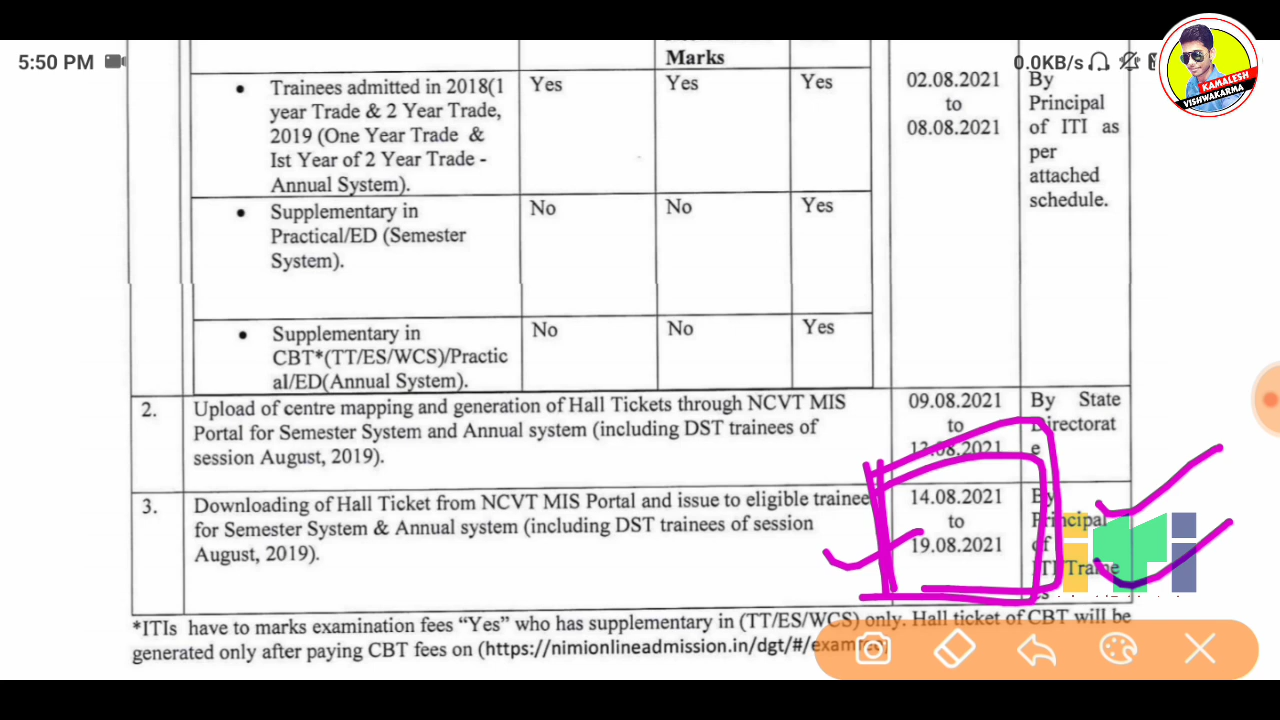 5:50 PM
0.0KB/s
KAMALESH
VISHWAKARMA
Marks
Trainees admitted in 2018(1
year Trade & 2 Year Trade,
2019 (One Year Trade &
Ist Year of 2 Year Trade -
Annual System).
Yes
Yes
Yes
02.08.2021
to
08.08.2021
By
Principal
of ITI as
per
attached
schedule.
Supplementary in
Practical/ED (Semester
System).
No
No
Yes
Supplementary in
CBT*(TT/ES/WCS)/Practic
al/ED(Annual System).
No
No
Yes
2.
Upload of centre mapping and generation of Hall Tickets through NCVT MIS
Portal for Semester System and Annual system (including DST trainees of
session August, 2019).
09.08.2021
to
By State
Directorat
e
3.
Downloading of Hall Ticket from NCVT MIS Portal and issue to eligible trainee
for Semester System & Annual system (including DST trainees of session
August, 2019).
14.08.2021
to
19.08.2021
By
Principal
of
ITI Traine
iti
*ITIs have to marks examination fees “Yes” who has supplementary in (TT/ES/WCS) only. Hall ticket of CBT will be
generated only after paying CBT fees on (https://nimionlineadmission.in/dgt/#/